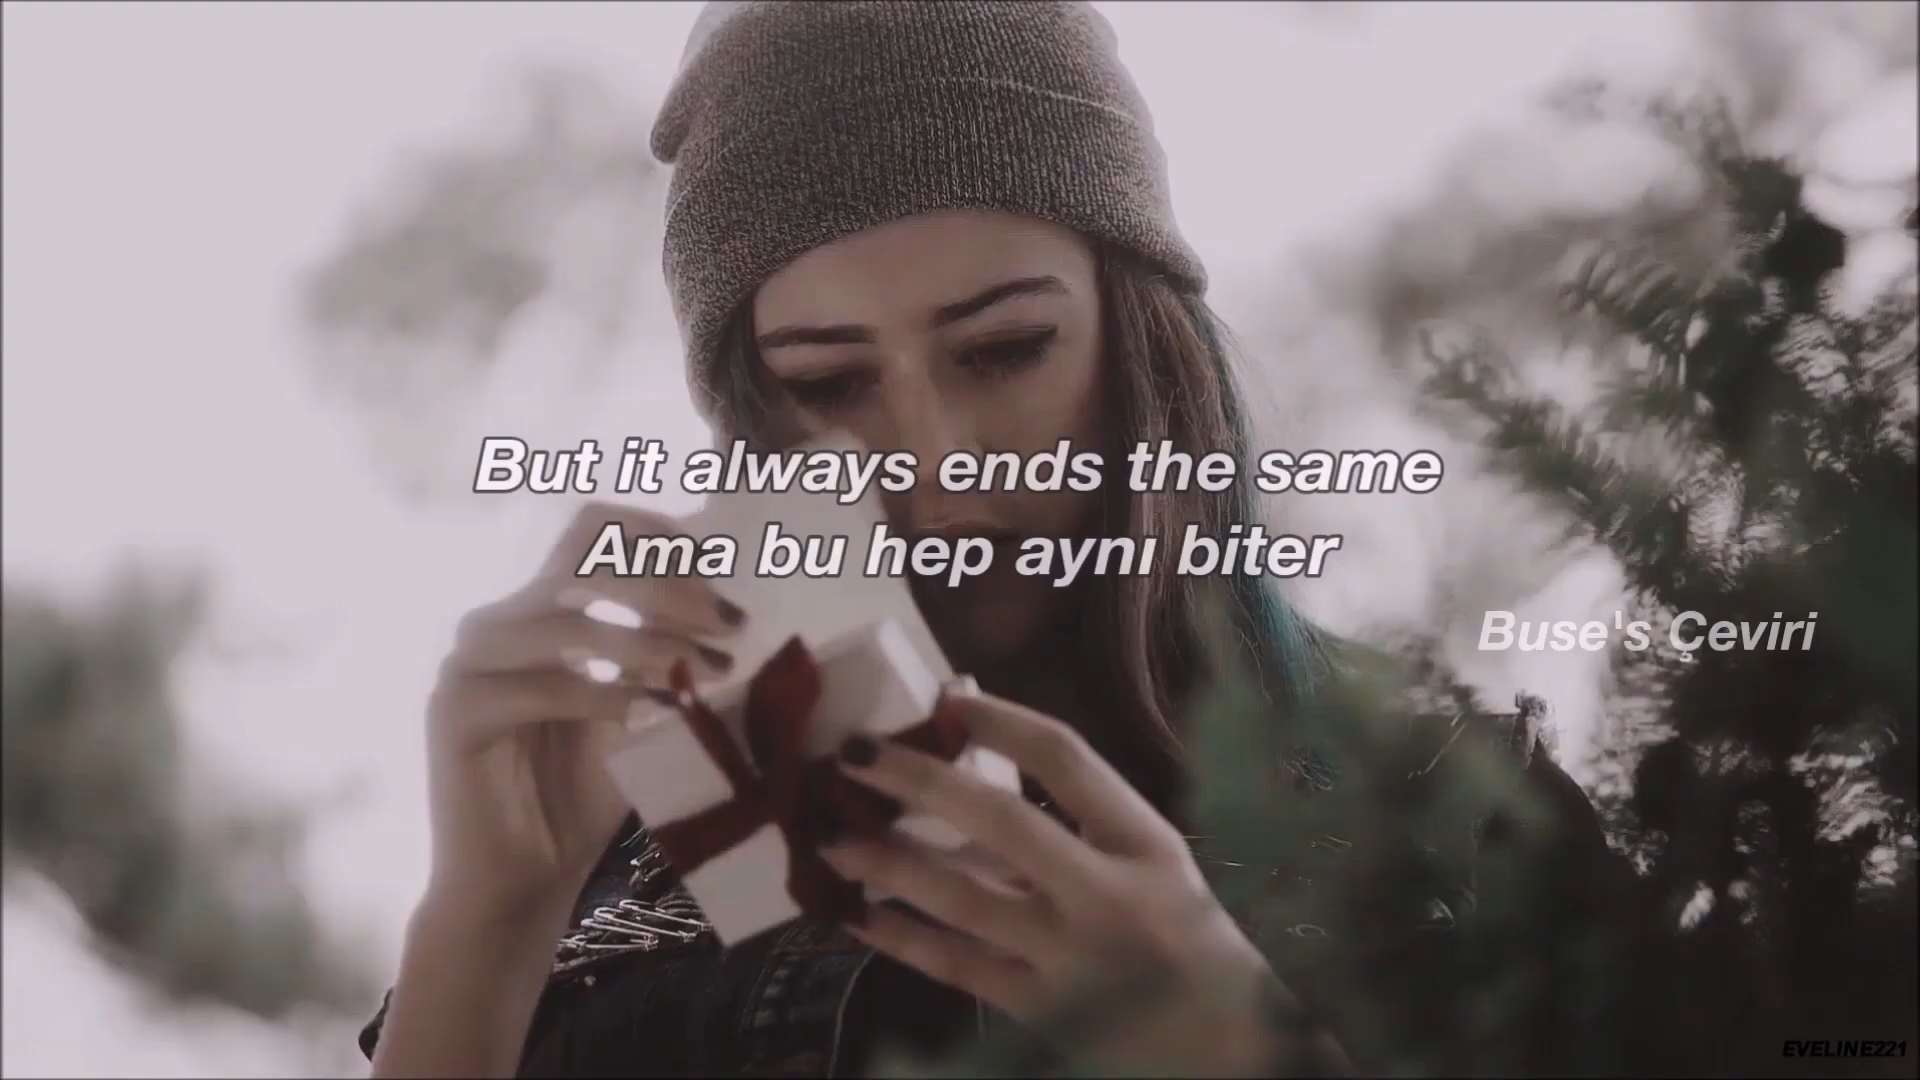 But it always ends the same
Ama bu hep aynı biter
Buse's Çeviri
EVELINE221